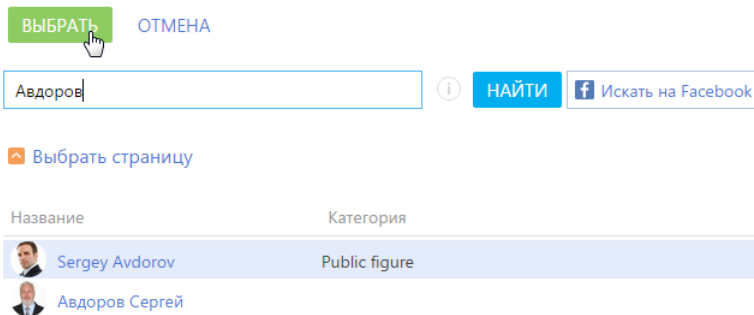 ВЫБРАТЬ ОТМЕНА
Авдоров i НАЙТИ f Искать на Facebook
Выбрать страницу
Название Категория
Sergey Avdorov Public figure
Авдоров Сергей